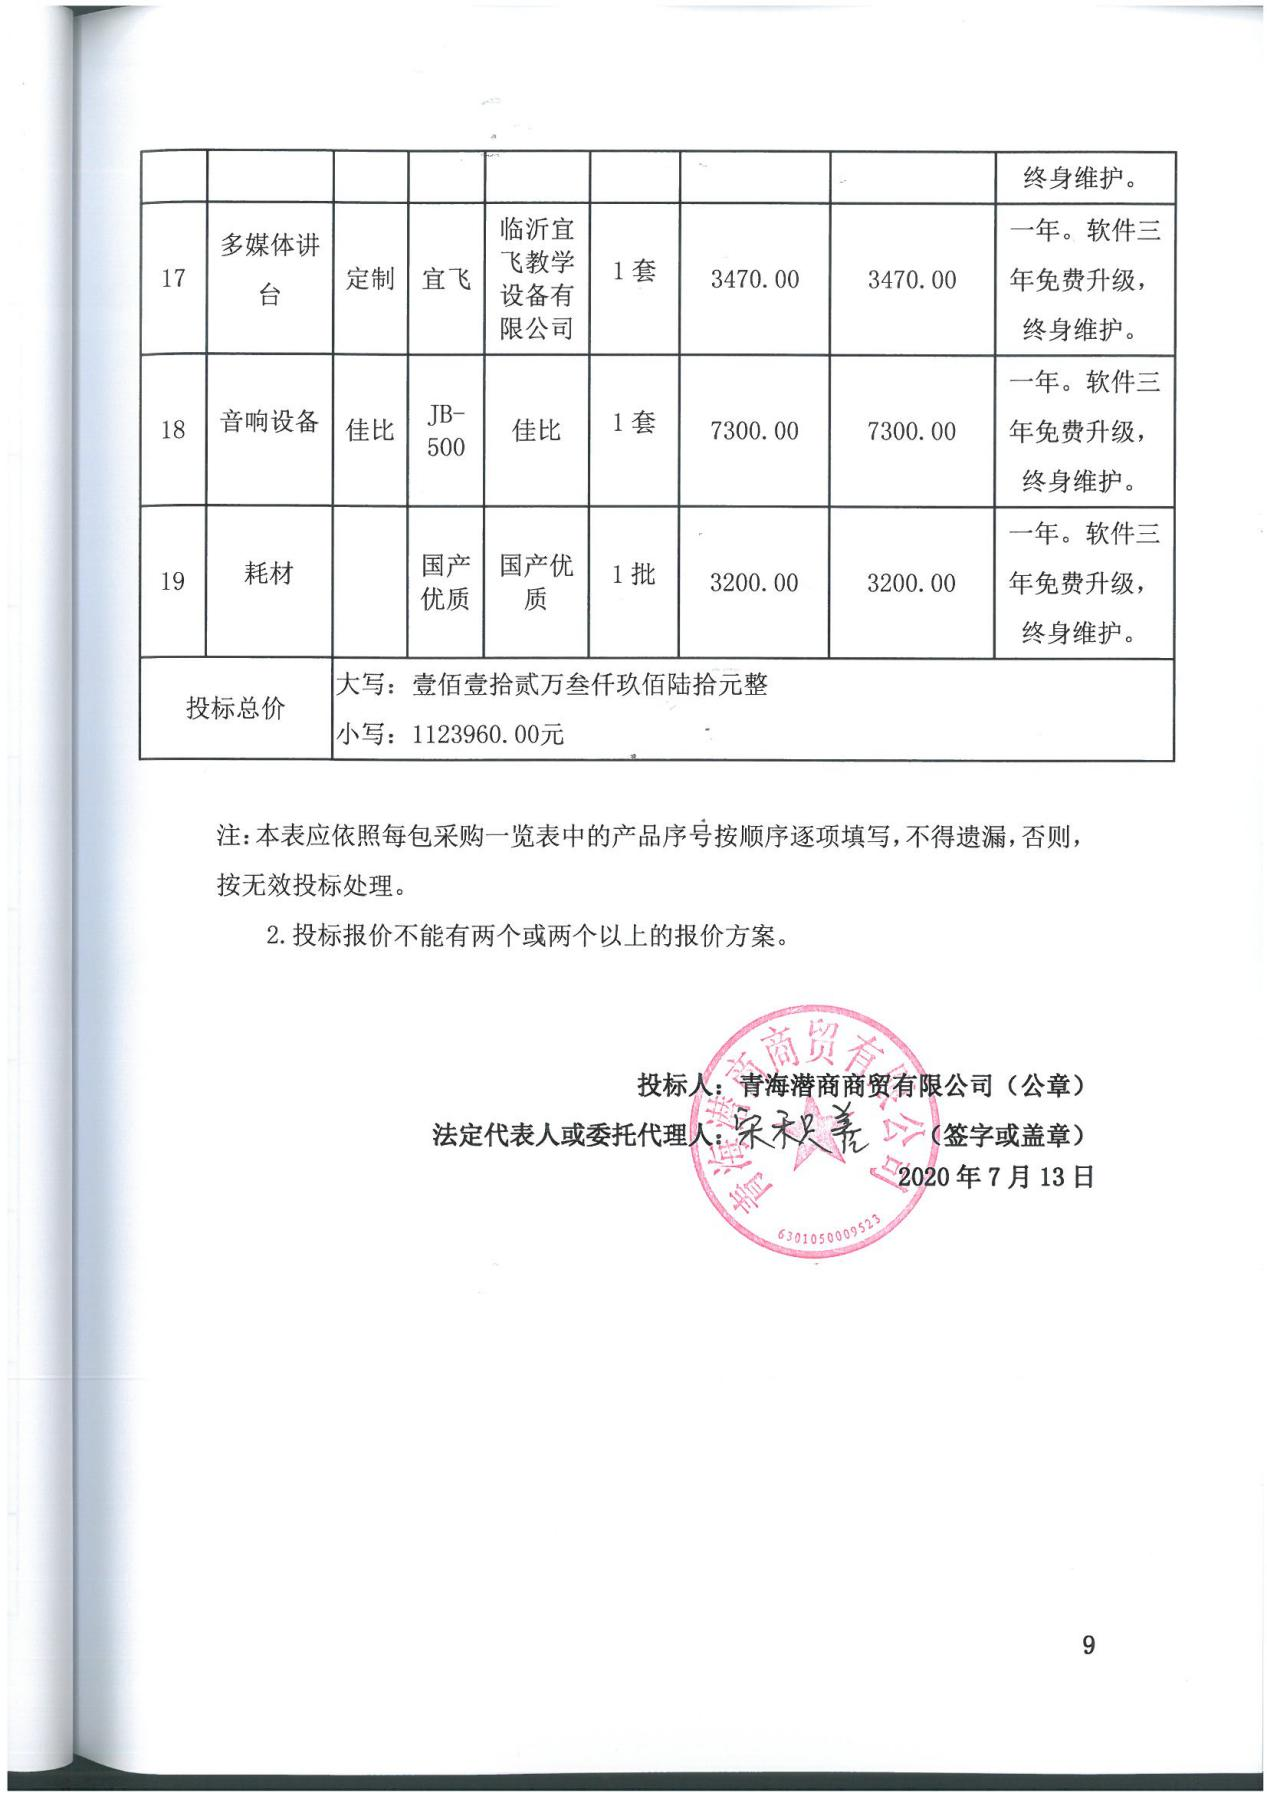 终身维护。
17 多媒体讲台 定制 宜飞 临沂宜飞教学设备有限公司 1套 3470.00 3470.00 一年。软件三年免费升级，终身维护。
18 音响设备 佳比 JB-500 佳比 1套 7300.00 7300.00 一年。软件三年免费升级，终身维护。
19 耗材 国产优质 国产优质 1批 3200.00 3200.00 一年。软件三年免费升级，终身维护。
投标总价
大写：壹佰壹拾贰万叁仟玖佰陆拾元整
小写：1123960.00元
注:本表应依照每包采购一览表中的产品序号按顺序逐项填写,不得遗漏,否则,
按无效投标处理。
2.投标报价不能有两个或两个以上的报价方案。
投标人：青海潜商商贸有限公司（公章）
法定代表人或委托代理人： （签字或盖章）
2020年7月13日
青海潜商商贸有限公司
6301050009523
9